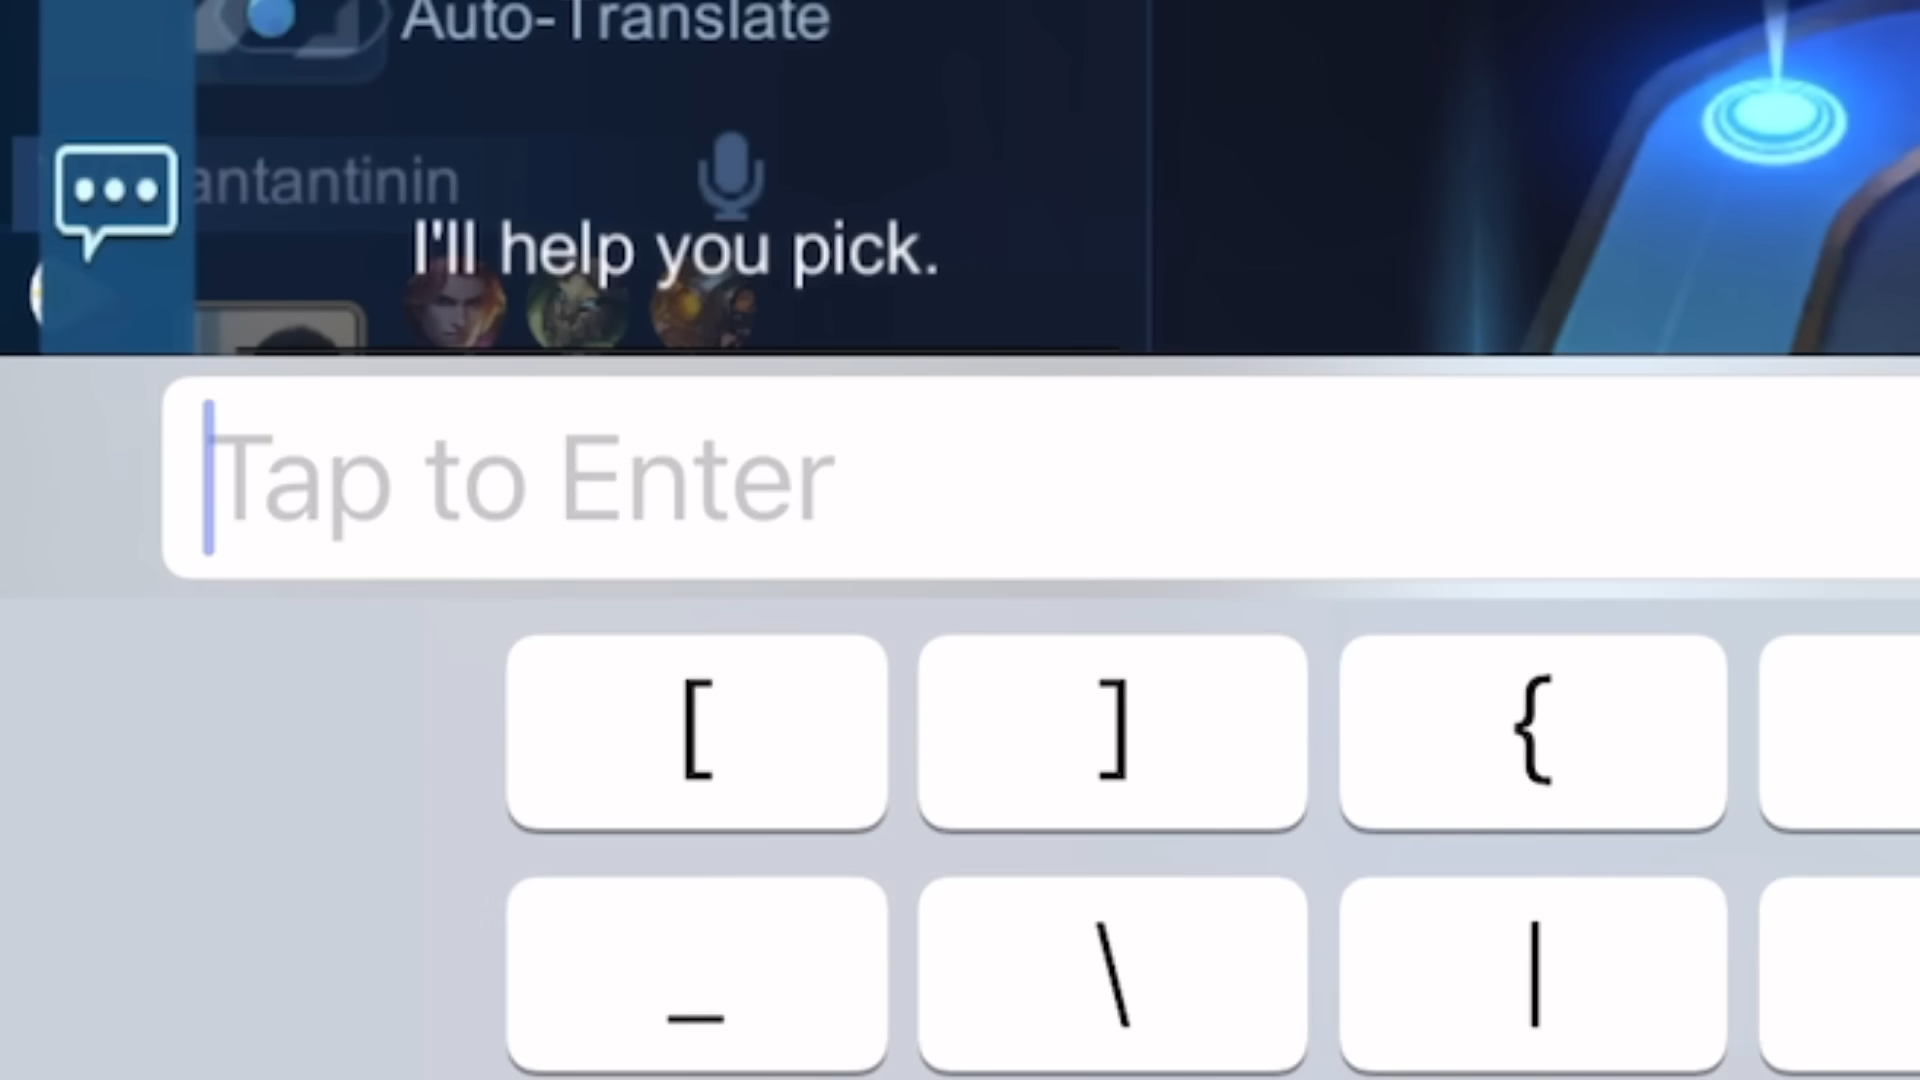 Auto-Translate
antantinin
I'll help you pick.
Tap to Enter
[ ] {
_ \ |